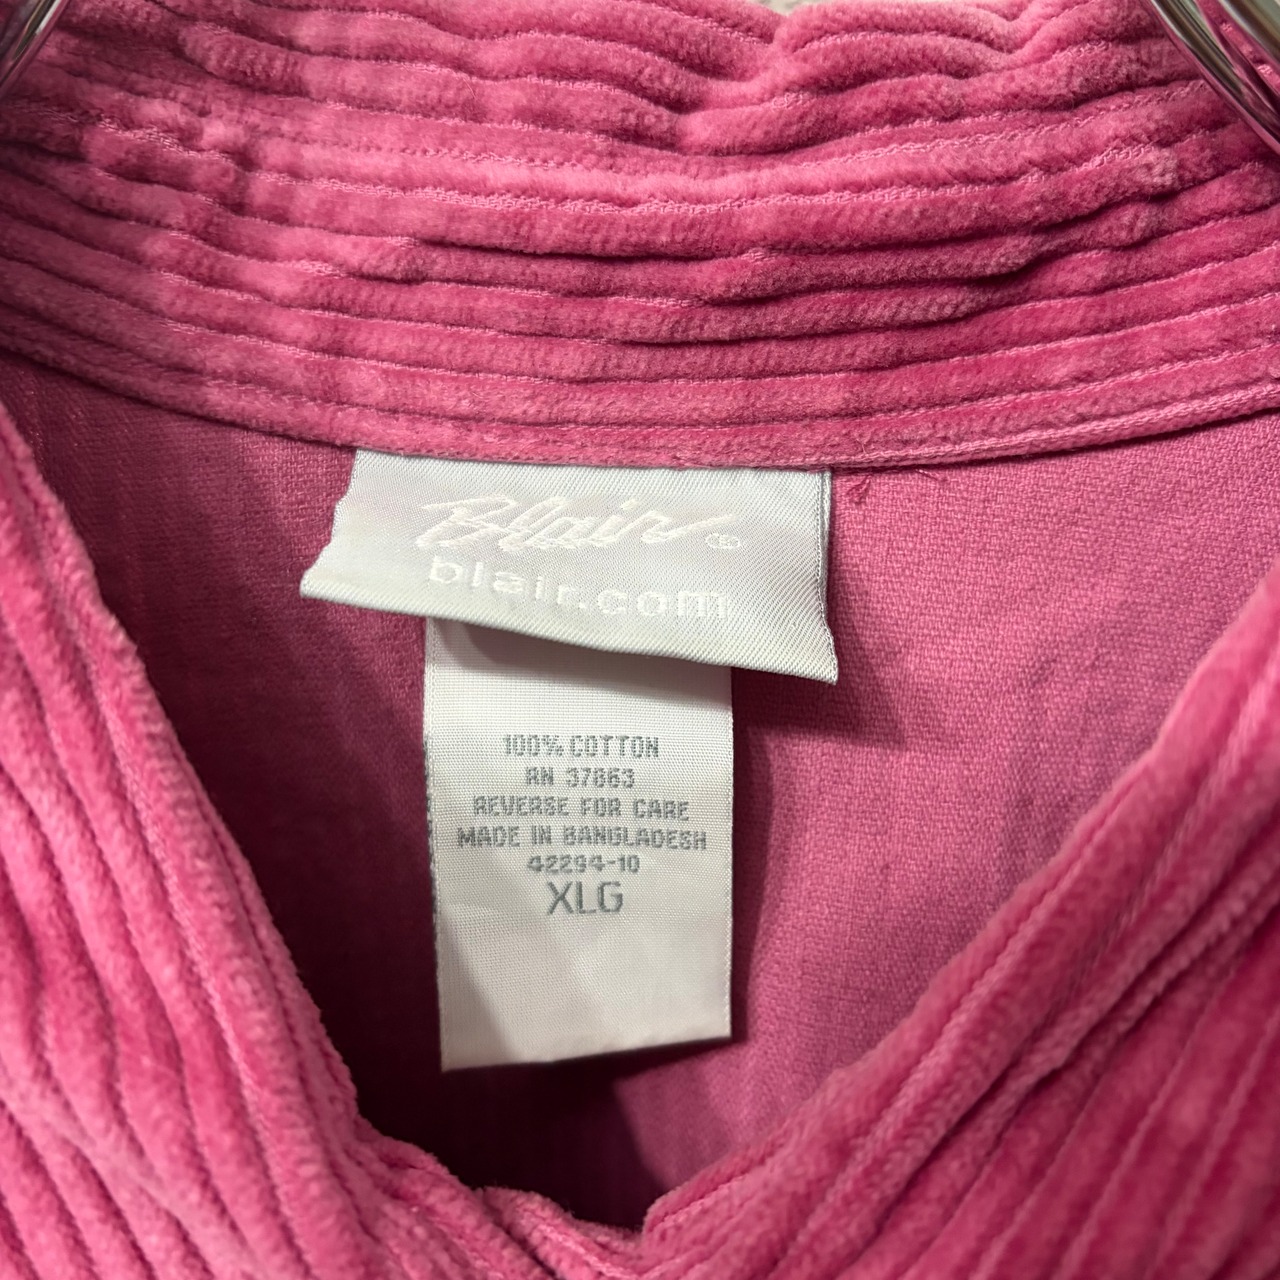 Blair®
blair.com
100% COTTON
RN 37863
REVERSE FOR CARE
MADE IN BANGLADESH
42294-10
XLG